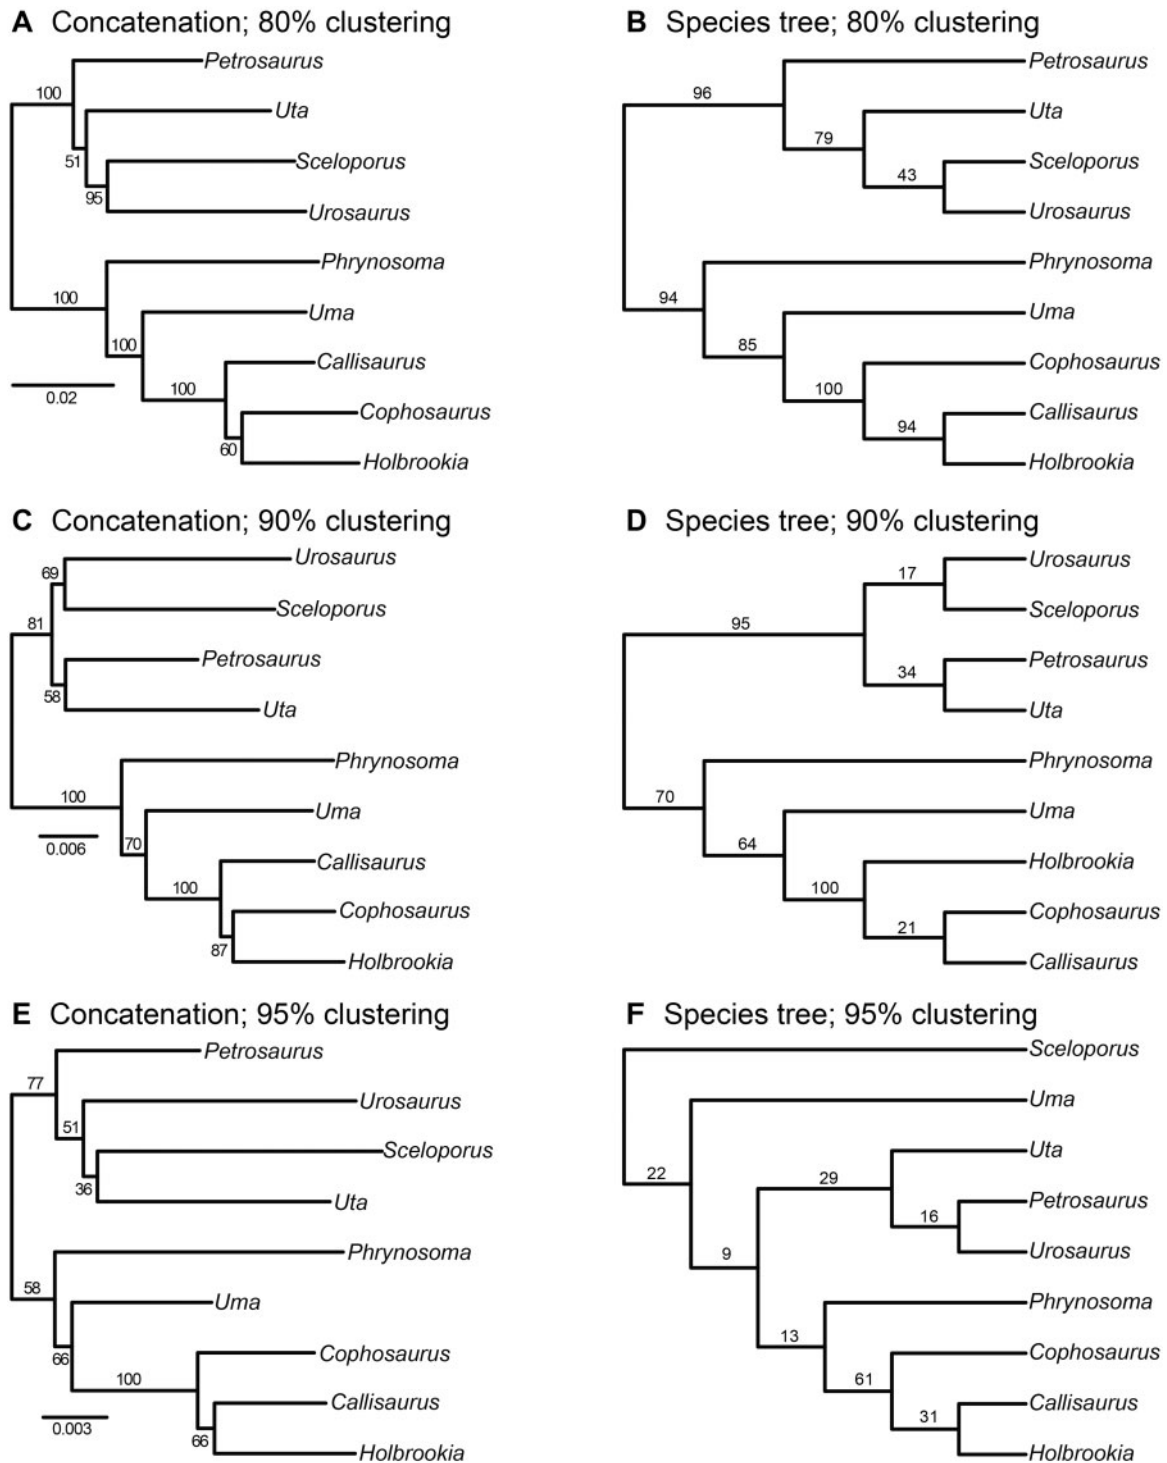 A Concatenation; 80% clustering
Petrosaurus
100
Uta
51
Sceloporus
95
Urosaurus
Phrynosoma
100
Uma
100
Callisaurus
100
0.02
Cophosaurus
60
Holbrookia
B Species tree; 80% clustering
Petrosaurus
96
Uta
79
Sceloporus
43
Urosaurus
Phrynosoma
94
Uma
85
Cophosaurus
100
Callisaurus
94
Holbrookia
C Concatenation; 90% clustering
Urosaurus
69
Sceloporus
81
Petrosaurus
58
Uta
Phrynosoma
100
Uma
70
0.006
Callisaurus
100
Cophosaurus
87
Holbrookia
D Species tree; 90% clustering
Urosaurus
17
Sceloporus
95
Petrosaurus
34
Uta
Phrynosoma
70
Uma
64
Holbrookia
100
Cophosaurus
21
Callisaurus
E Concatenation; 95% clustering
Petrosaurus
77
Urosaurus
51
Sceloporus
36
Uta
Phrynosoma
58
Uma
66
Cophosaurus
100
Callisaurus
0.003
66
Holbrookia
F Species tree; 95% clustering
Sceloporus
Uma
Uta
22
29
Petrosaurus
16
Urosaurus
9
Phrynosoma
13
Cophosaurus
61
Callisaurus
31
Holbrookia